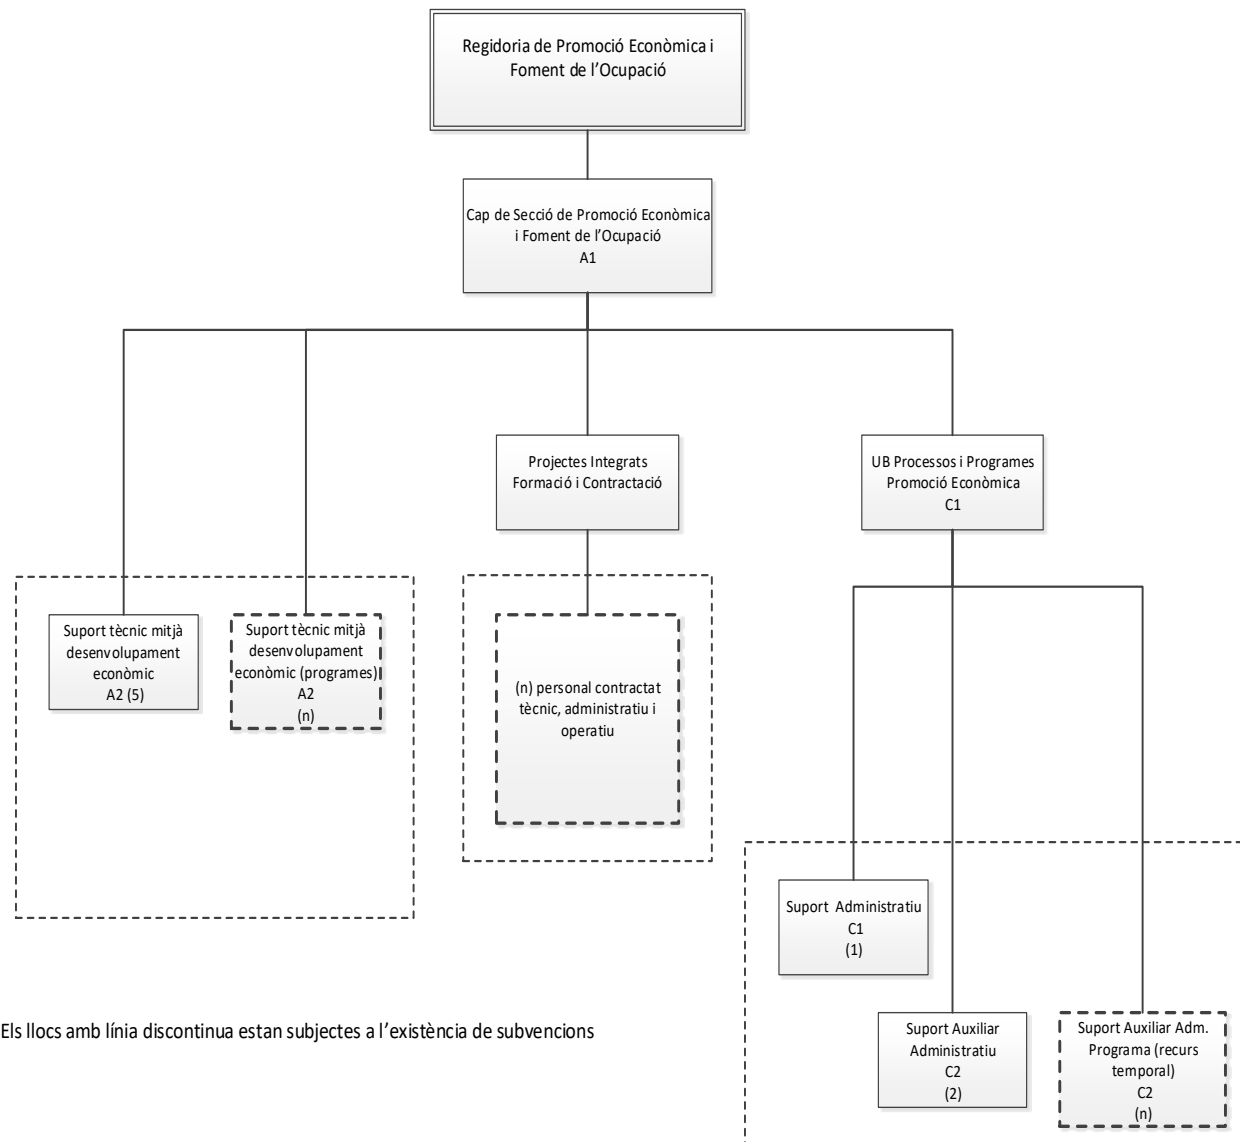 Regidoria de Promoció Econòmica i
Foment de l'Ocupació
Cap de Secció de Promoció Econòmica
i Foment de l'Ocupació
A1
Projectes Integrats
Formació i Contractació
UB Processos i Programes
Promoció Econòmica
C1
Suport tècnic mitjà
desenvolupament
econòmic
A2 (5)
Suport tècnic mitjà
desenvolupament
econòmic (programes)
A2
(n)
(n) personal contractat
tècnic, administratiu i
operatiu
Suport Administratiu
C1
(1)
Suport Auxiliar
Administratiu
C2
(2)
Suport Auxiliar Adm.
Programa (recurs
temporal)
C2
(n)
Els llocs amb línia discontinua estan subjectes a l'existència de subvencions